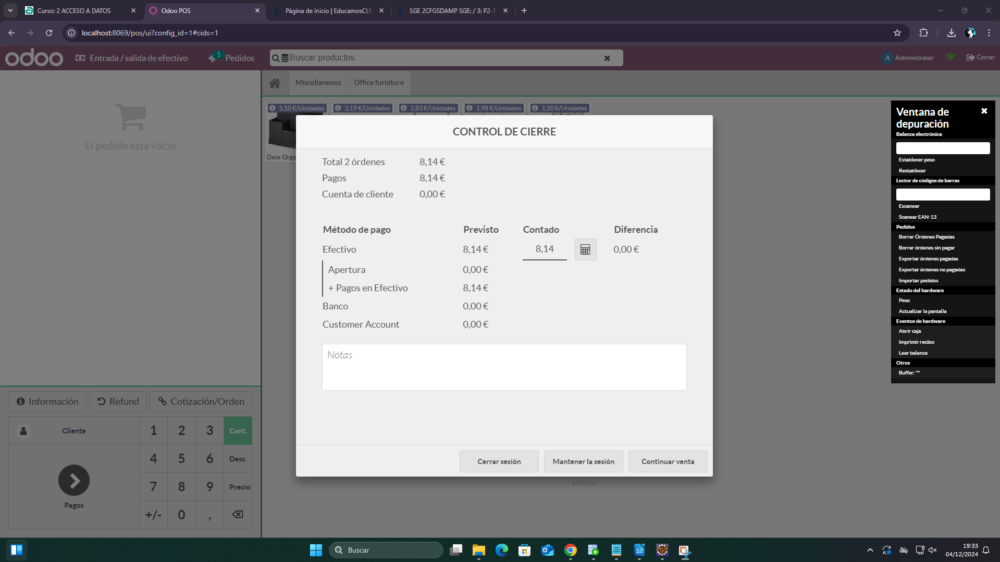 Curso: 2 ACCESO A DATOS
Odoo POS
Página de inicio | EducamosCLM
SGE 2CFGSDAMP SGE: / 3: P2-T
localhost:8069/pos/ui?config_id=1#cids=1
odoo
Entrada / salida de efectivo
1
Pedidos
Buscar productos...
A
Administrator
Cerrar
Miscellaneous
Office furniture
El pedido está vacío
5,10 €/Unidades
3,19 €/Unidades
2,83 €/Unidades
1,98 €/Unidades
1,20 €/Unidades
Desk Orga
CONTROL DE CIERRE
Total 2 órdenes 8,14 €
Pagos 8,14 €
Cuenta de cliente 0,00 €
Método de pago Previsto Contado Diferencia
Efectivo 8,14 € 8,14 0,00 €
Apertura 0,00 €
+ Pagos en Efectivo 8,14 €
Banco 0,00 €
Customer Account 0,00 €
Notas
Cerrar sesión
Mantener la sesión
Continuar venta
abierta
Ventana de
depuración
Balanza electrónica
Establecer peso
Restablecer
Lector de códigos de barras
Escanear
Scanear EAN-13
Pedidos
Borrar Órdenes Pagadas
Borrar órdenes sin pagar
Exportar órdenes pagadas
Exportar órdenes no pagadas
Importar pedidos
Estado del hardware
Peso
Actualizar la pantalla
Eventos de hardware
Abrir caja
Imprimir recibo
Leer balanza
Otros
Buffer: ""
Información
Refund
Cotización/Orden
Cliente
1 2 3 Cant.
4 5 6 Desc.
7 8 9 Precio
+/- 0 ,
Pagos
Buscar
19:33
04/12/2024